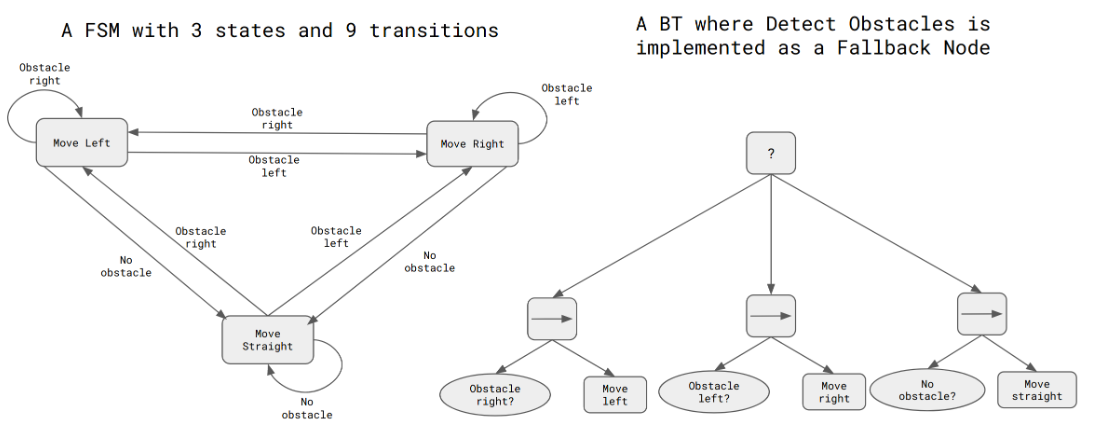 A FSM with 3 states and 9 transitions
A BT where Detect Obstacles is
implemented as a Fallback Node
Obstacle
right
Obstacle
left
Obstacle
right
Move Left
Move Right
Obstacle
left
Obstacle
right
Obstacle
left
No
obstacle
No
obstacle
Move
Straight
No
obstacle
?
Obstacle
right?
Move
left
Obstacle
left?
Move
right
No
obstacle?
Move
straight